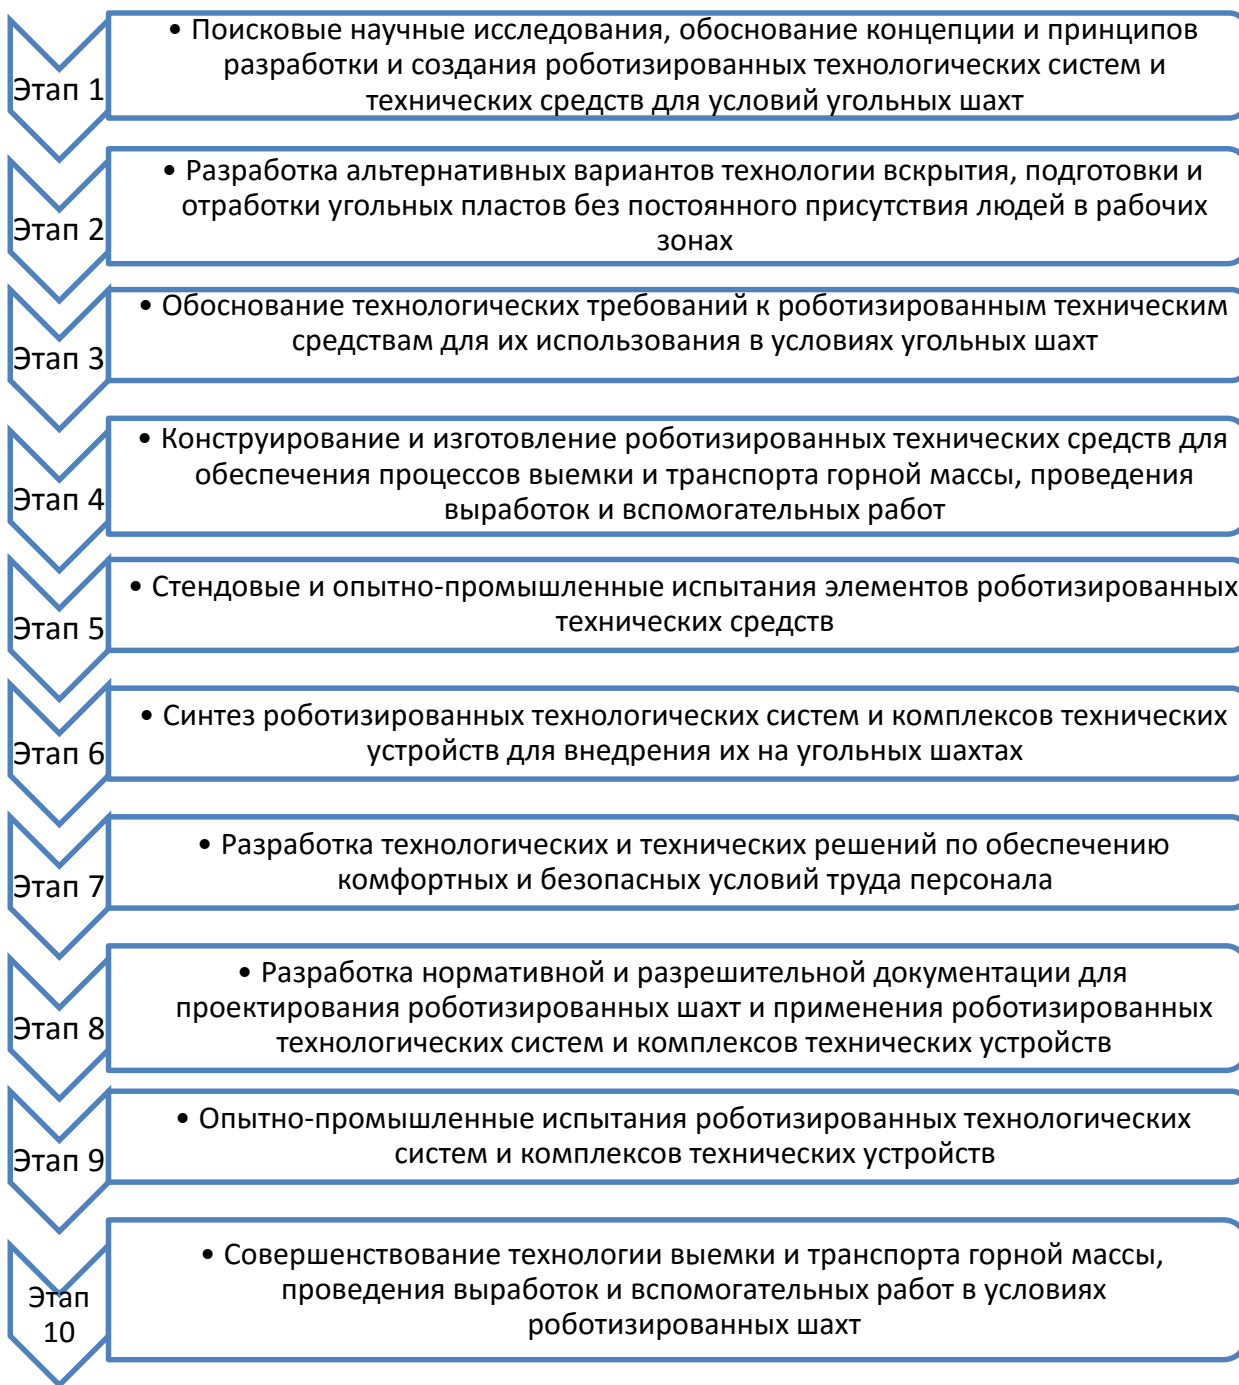 • Поисковые научные исследования, обоснование концепции и принципов
разработки и создания роботизированных технологических систем и
Этап 1
технических средств для условий угольных шахт
• Разработка альтернативных вариантов технологии вскрытия, подготовки и
отработки угольных пластов без постоянного присутствия людей в рабочих
Этап 2
зонах
• Обоснование технологических требований к роботизированным техническим
средствам для их использования в условиях угольных шахт
Этап 3
• Конструирование и изготовление роботизированных технических средств для
обеспечения процессов выемки и транспорта горной массы, проведения
Этап 4
выработок и вспомогательных работ
• Стендовые и опытно-промышленные испытания элементов роботизированных
Этап 5
технических средств
• Синтез роботизированных технологических систем и комплексов технических
Этап 6
устройств для внедрения их на угольных шахтах
• Разработка технологических и технических решений по обеспечению
Этап 7
комфортных и безопасных условий труда персонала
• Разработка нормативной и разрешительной документации для
проектирования роботизированных шахт и применения роботизированных
Этап 8
технологических систем и комплексов технических устройств
• Опытно-промышленные испытания роботизированных технологических
Этап 9
систем и комплексов технических устройств
• Совершенствование технологии выемки и транспорта горной массы,
проведения выработок и вспомогательных работ в условиях
Этап
10
роботизированных шахт